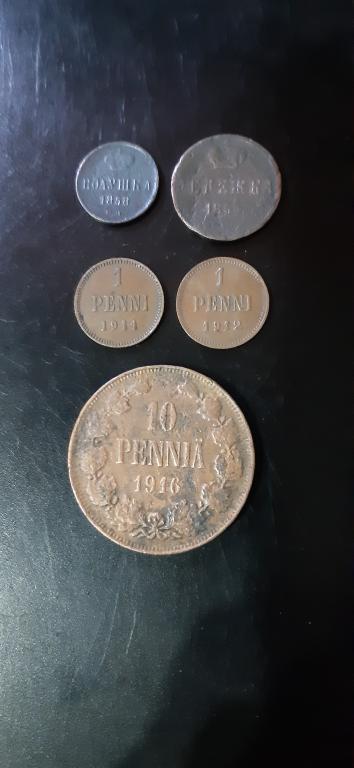 ПОЛУШКА
1858
ДЕНЕЖКА
1
PENNI
1914
1
PENNI
1912
10
PENNIÄ
1916